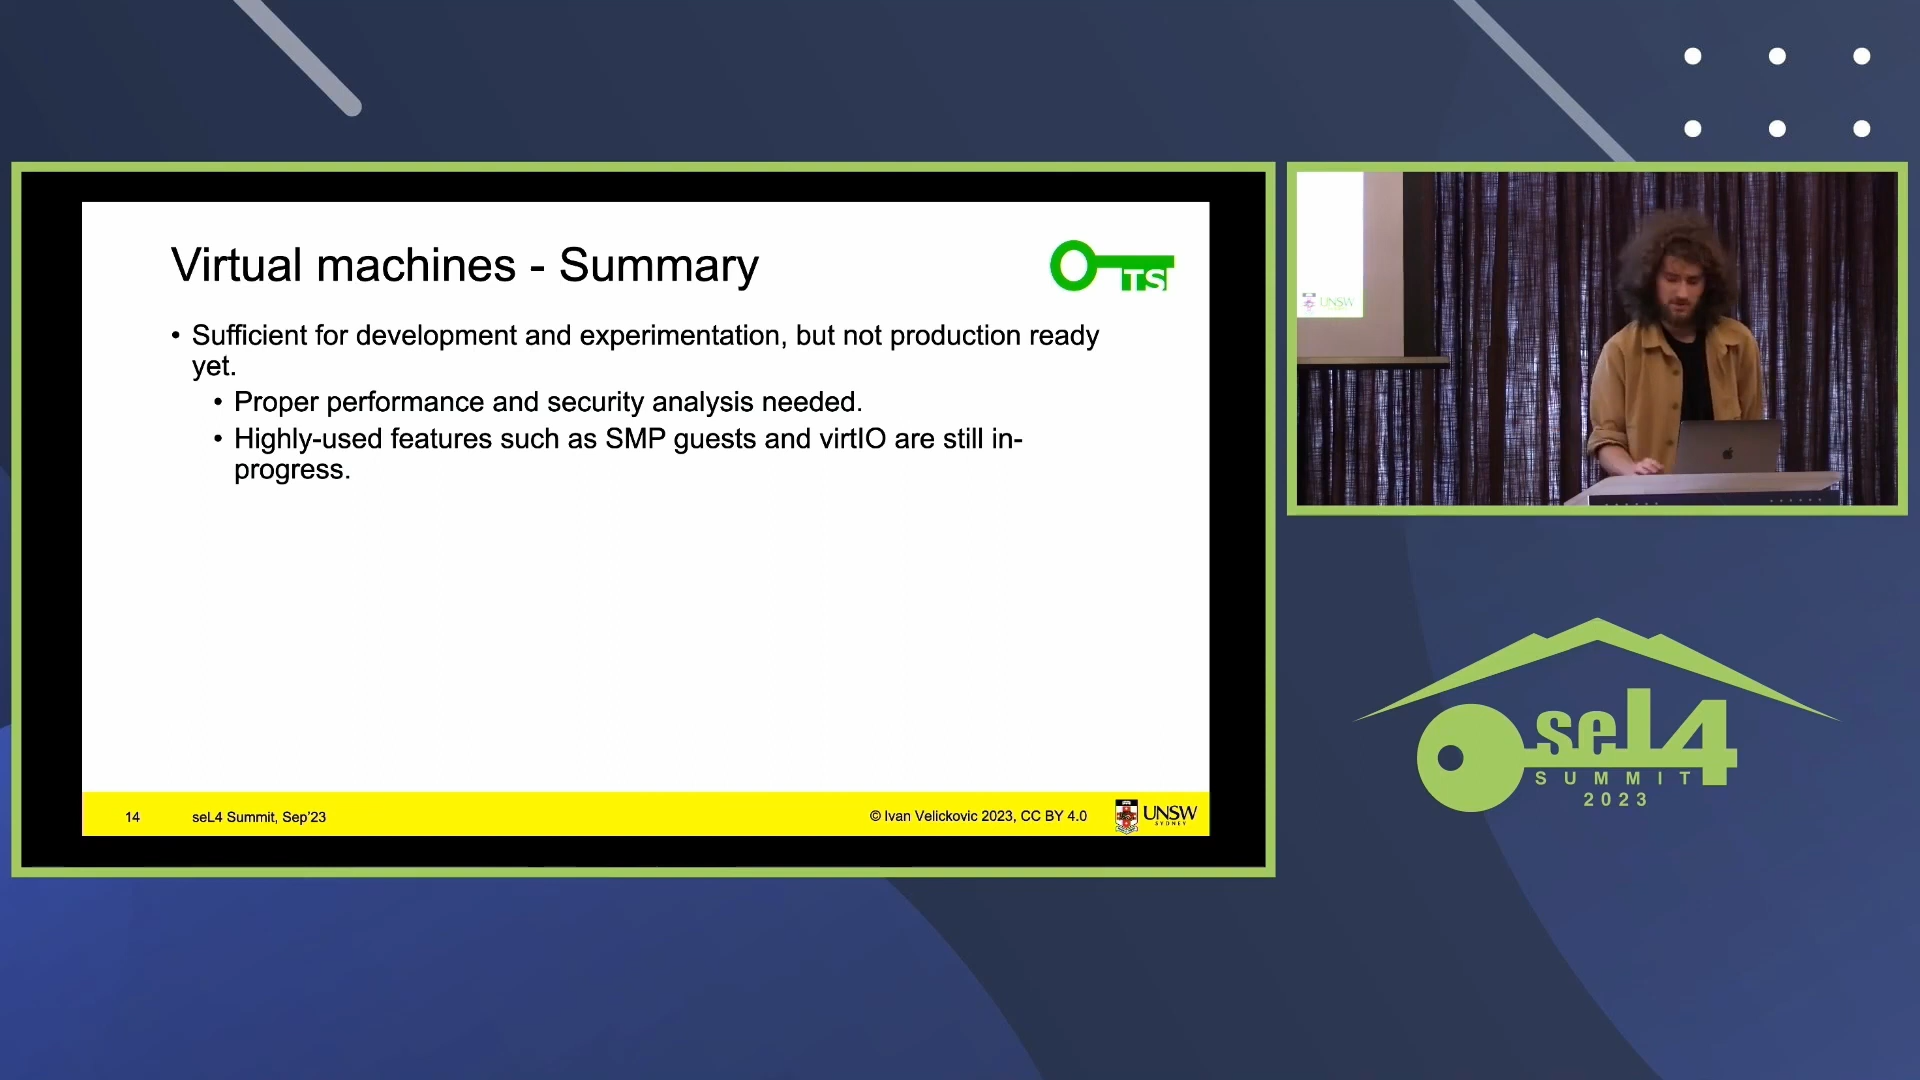 Virtual machines - Summary
TS
• Sufficient for development and experimentation, but not production ready
yet.
• Proper performance and security analysis needed.
• Highly-used features such as SMP guests and virtIO are still in-
progress.
14
seL4 Summit, Sep'23
© Ivan Velickovic 2023, CC BY 4.0
UNSW
SYDNEY
UNSW
seL4
SUMMIT
2023